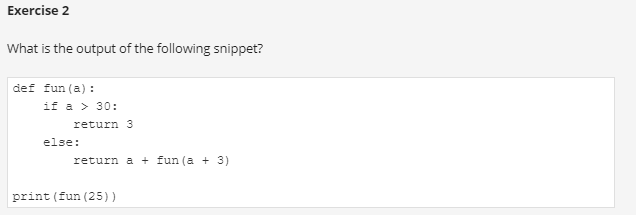 Exercise 2
What is the output of the following snippet?
def fun(a):
    if a > 30:
        return 3
    else:
        return a + fun(a + 3)

print(fun(25))